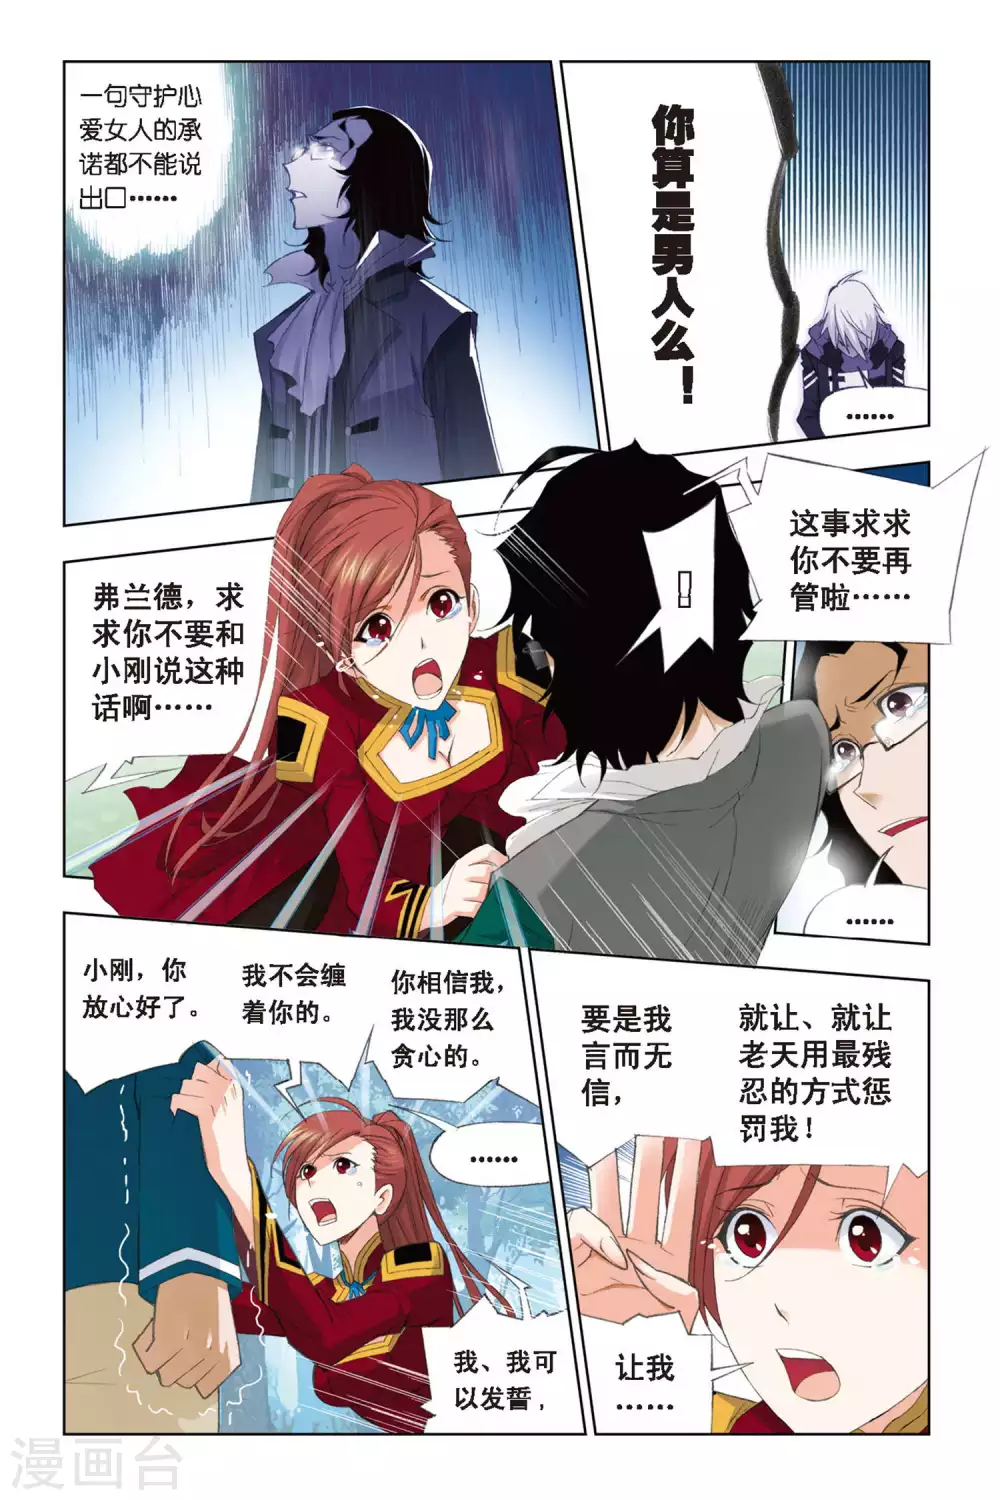 一句守护心
爱女人的承
诺都不能说
出口……
你算是男人么！
……
弗兰德，求
求你不要和
小刚说这种
话啊……
！
这事求求
你不要再
管啦……
……
小刚，你
放心好了。
我不会缠
着你的。
你相信我，
我没那么
贪心的。
……
我、我可
以发誓，
要是我
言而无
信，
就让、就让
老天用最残
忍的方式惩
罚我！
让我
……
漫画台